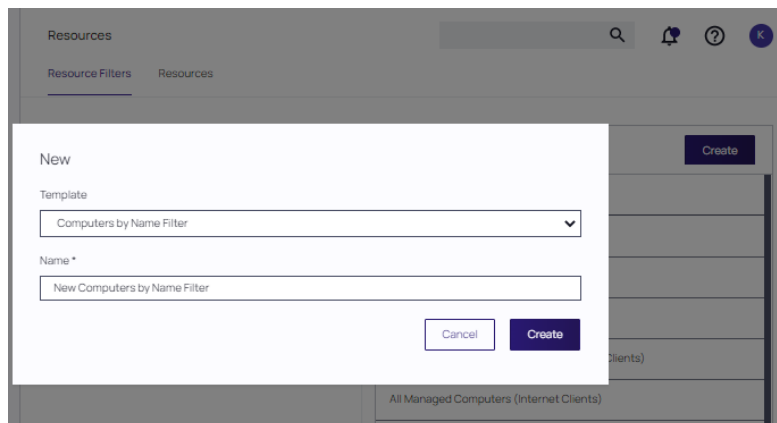 Resources
K
Resource Filters Resources
Create
New
Template
Computers by Name Filter
Name *
New Computers by Name Filter
Cancel Create
Clients)
All Managed Computers (Internet Clients)